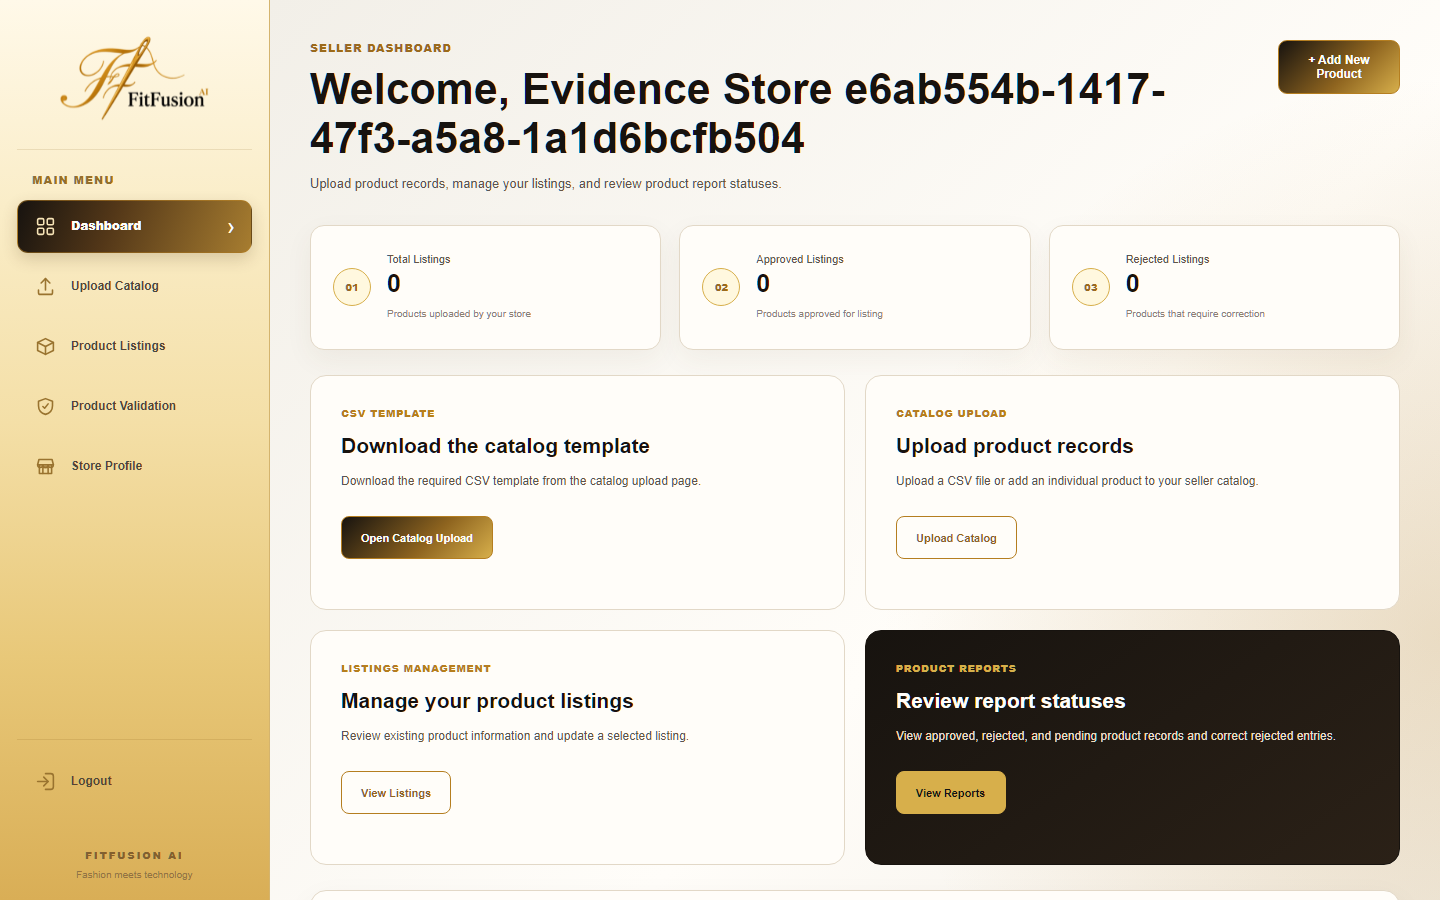 Ft
FitFusion AI
MAIN MENU
Dashboard
Upload Catalog
Product Listings
Product Validation
Store Profile
Logout
FITFUSION AI
Fashion meets technology
SELLER DASHBOARD
Welcome, Evidence Store e6ab554b-1417-
47f3-a5a8-1a1d6bcfb504
Upload product records, manage your listings, and review product report statuses.
+ Add New
Product
01
Total Listings
0
Products uploaded by your store
02
Approved Listings
0
Products approved for listing
03
Rejected Listings
0
Products that require correction
CSV TEMPLATE
Download the catalog template
Download the required CSV template from the catalog upload page.
Open Catalog Upload
CATALOG UPLOAD
Upload product records
Upload a CSV file or add an individual product to your seller catalog.
Upload Catalog
LISTINGS MANAGEMENT
Manage your product listings
Review existing product information and update a selected listing.
View Listings
PRODUCT REPORTS
Review report statuses
View approved, rejected, and pending product records and correct rejected entries.
View Reports